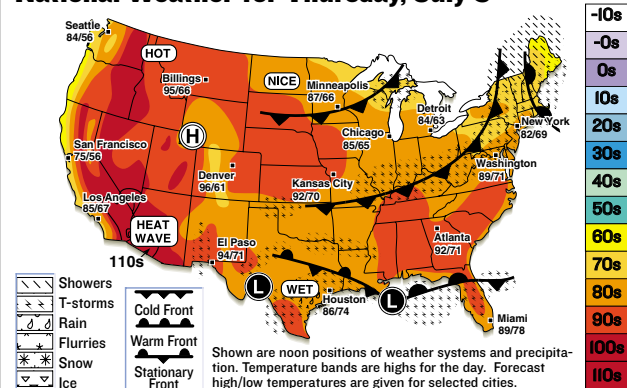 National Weather for Thursday, July
Seattle
84/56
HOT
Billings
95/66
NICE
Minneapolis
87/66
Detroit
84/63
New York
82/69
Chicago
85/65
H
San Francisco
75/56
Denver
96/61
Kansas City
92/70
Washington
89/71
Los Angeles
85/67
HEAT
WAVE
110s
El Paso
94/71
Atlanta
92/71
L
WET
Houston
86/74
L
Miami
89/78
Showers
T-storms
Rain
Flurries
Snow
Ice
Cold Front
Warm Front
Stationary
Front
Shown are noon positions of weather systems and precipita-
tion. Temperature bands are highs for the day. Forecast
high/low temperatures are given for selected cities.
-10s
-0s
0s
10s
20s
30s
40s
50s
60s
70s
80s
90s
100s
110s